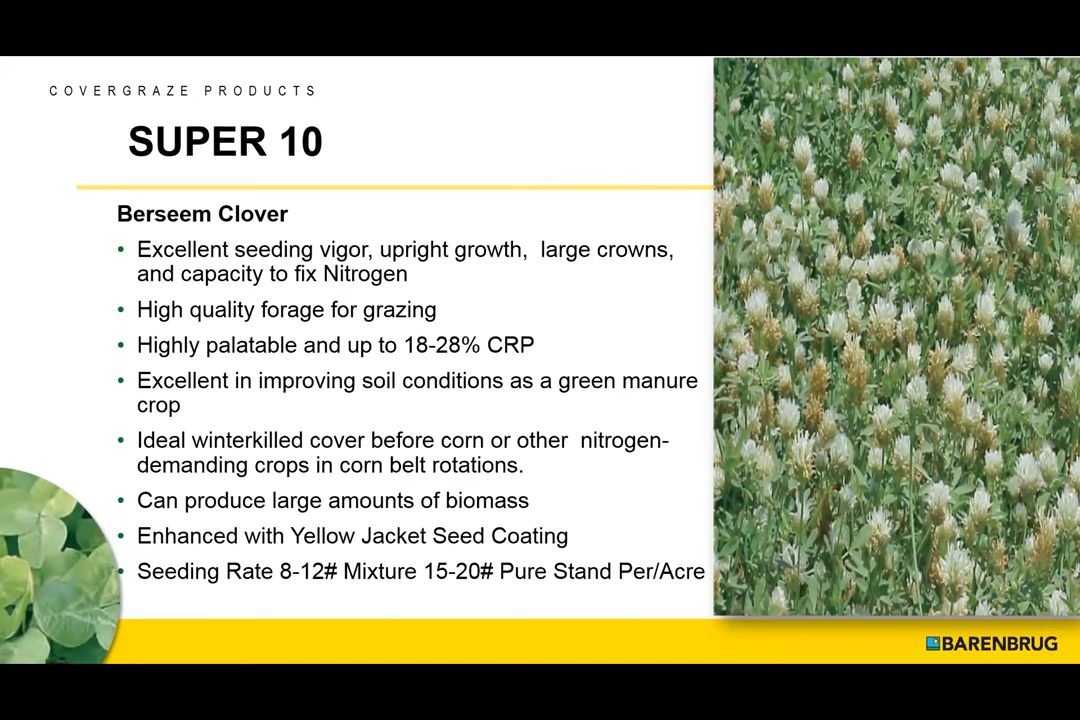 COVERGRAZE PRODUCTS
SUPER 10
Berseem Clover
• Excellent seeding vigor, upright growth,  large crowns,
and capacity to fix Nitrogen
• High quality forage for grazing
• Highly palatable and up to 18-28% CRP
• Excellent in improving soil conditions as a green manure
crop
• Ideal winterkilled cover before corn or other  nitrogen-
demanding crops in corn belt rotations.
• Can produce large amounts of biomass
• Enhanced with Yellow Jacket Seed Coating
• Seeding Rate 8-12# Mixture 15-20# Pure Stand Per/Acre
BARENBRUG